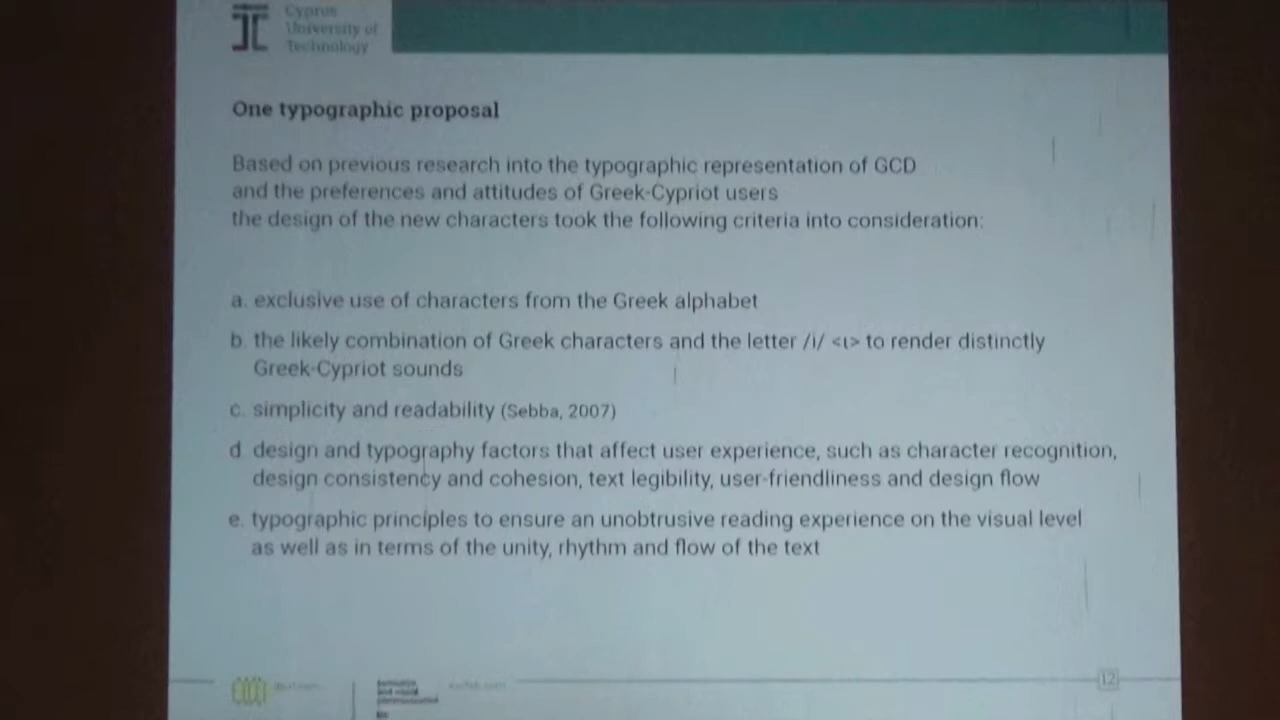 Cyprus
University of
Technology
One typographic proposal
Based on previous research into the typographic representation of GCD
and the preferences and attitudes of Greek-Cypriot users
the design of the new characters took the following criteria into consideration:
a. exclusive use of characters from the Greek alphabet
b. the likely combination of Greek characters and the letter /i/ <ι> to render distinctly
Greek-Cypriot sounds
c. simplicity and readability (Sebba, 2007)
d. design and typography factors that affect user experience, such as character recognition,
design consistency and cohesion, text legibility, user-friendliness and design flow
e. typographic principles to ensure an unobtrusive reading experience on the visual level
as well as in terms of the unity, rhythm and flow of the text
12